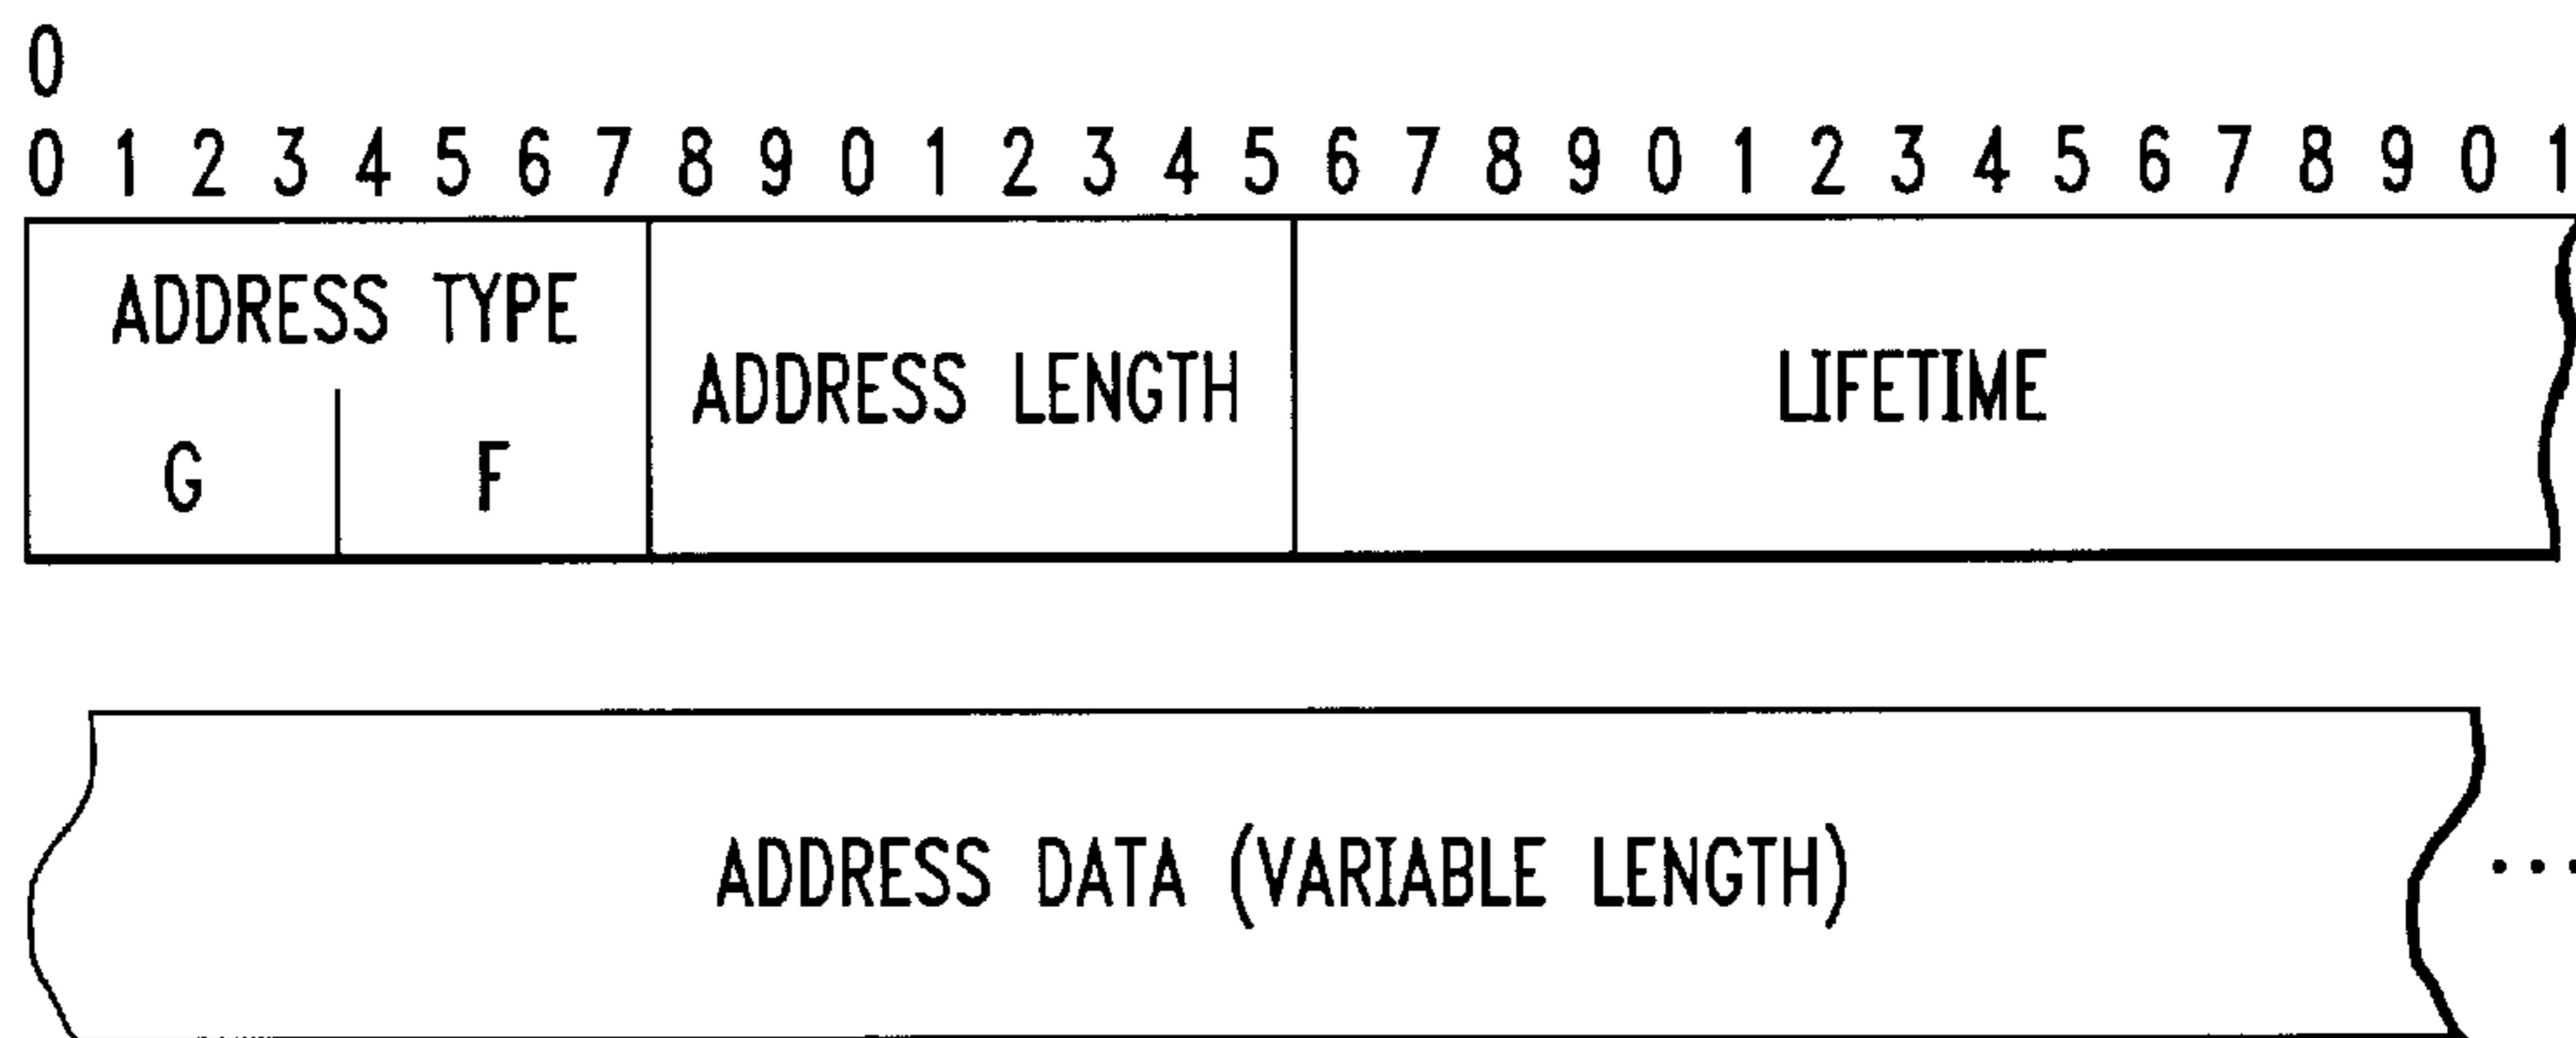 0
0 1 2 3 4 5 6 7 8 9 0 1 2 3 4 5 6 7 8 9 0 1 2 3 4 5 6 7 8 9 0 1
ADDRESS TYPE
G F
ADDRESS LENGTH
LIFETIME
ADDRESS DATA (VARIABLE LENGTH) ...